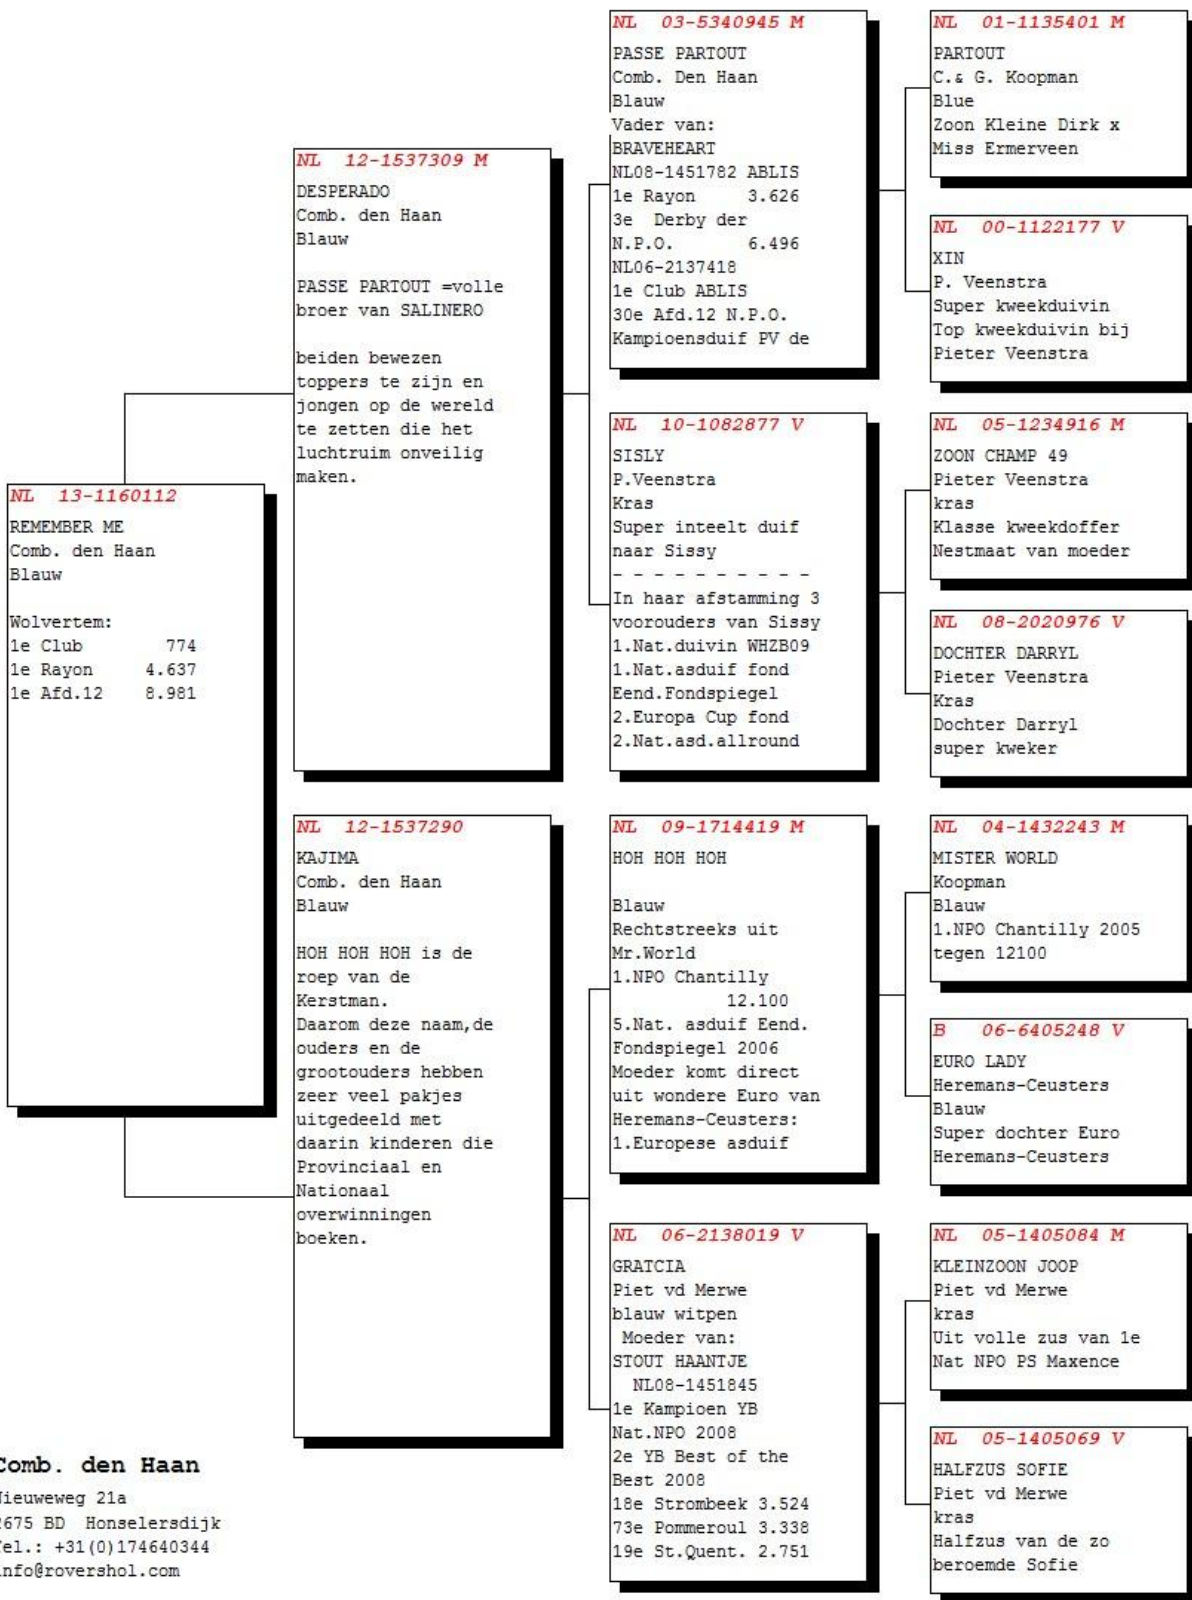 NL 13-1160112
REMEMBER ME
Comb. den Haan
Blauw
Wolvertem:
1e Club 774
1e Rayon 4.637
1e Afd.12 8.981
NL 12-1537309 M
DESPERADO
Comb. den Haan
Blauw
PASSE PARTOUT =volle
broer van SALINERO
beiden bewezen
toppers te zijn en
jongen op de wereld
te zetten die het
luchtruim onveilig
maken.
NL 12-1537290
KAJIMA
Comb. den Haan
Blauw
HOH HOH HOH is de
roep van de
Kerstman.
Daarom deze naam,de
ouders en de
grootouders hebben
zeer veel pakjes
uitgedeeld met
daarin kinderen die
Provinciaal en
Nationaal
overwinningen
boeken.
NL 03-5340945 M
PASSE PARTOUT
Comb. Den Haan
Blauw
Vader van:
BRAVEHEART
NL08-1451782 ABLIS
1e Rayon 3.626
3e Derby der
N.P.O. 6.496
NL06-2137418
1e Club ABLIS
30e Afd.12 N.P.O.
Kampioensduif PV de
NL 10-1082877 V
SISLY
P.Veenstra
Kras
Super inteelt duif
naar Sissy
- - - - - - - - - -
In haar afstamming 3
voorouders van Sissy
1.Nat.duivin WHZB09
1.Nat.asduif fond
Eend.Fondspiegel
2.Europa Cup fond
2.Nat.asd.allround
NL 09-1714419 M
HOH HOH HOH
Blauw
Rechtstreeks uit
Mr.World
1.NPO Chantilly
12.100
5.Nat. asduif Eend.
Fondspiegel 2006
Moeder komt direct
uit wondere Euro van
Heremans-Ceusters:
1.Europese asduif
NL 06-2138019 V
GRATCIA
Piet vd Merwe
blauw witpen
Moeder van:
STOUT HAANTJE
NL08-1451845
1e Kampioen YB
Nat.NPO 2008
2e YB Best of the
Best 2008
18e Strombeek 3.524
73e Pommeroul 3.338
19e St.Quent. 2.751
NL 01-1135401 M
PARTOUT
C.& G. Koopman
Blue
Zoon Kleine Dirk x
Miss Ermerveen
NL 00-1122177 V
XIN
P. Veenstra
Super kweekduivin
Top kweekduivin bij
Pieter Veenstra
NL 05-1234916 M
ZOON CHAMP 49
Pieter Veenstra
kras
Klasse kweekdoffer
Nestmaat van moeder
NL 08-2020976 V
DOCHTER DARRYL
Pieter Veenstra
Kras
Dochter Darryl
super kweker
NL 04-1432243 M
MISTER WORLD
Koopman
Blauw
1.NPO Chantilly 2005
tegen 12100
B 06-6405248 V
EURO LADY
Heremans-Ceusters
Blauw
Super dochter Euro
Heremans-Ceusters
NL 05-1405084 M
KLEINZOON JOOP
Piet vd Merwe
kras
Uit volle zus van 1e
Nat NPO PS Maxence
NL 05-1405069 V
HALFZUS SOFIE
Piet vd Merwe
kras
Halfzus van de zo
beroemde Sofie
Comb. den Haan
Nieuweweg 21a
2675 BD Honselersdijk
Tel.: +31(0)174640344
info@rovershol.com